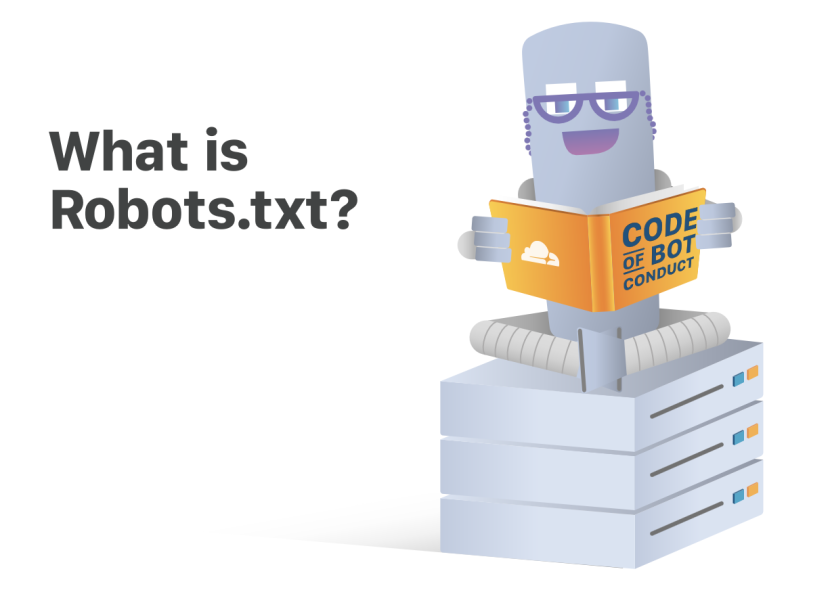 What is
Robots.txt?
CODE
OF BOT
CONDUCT